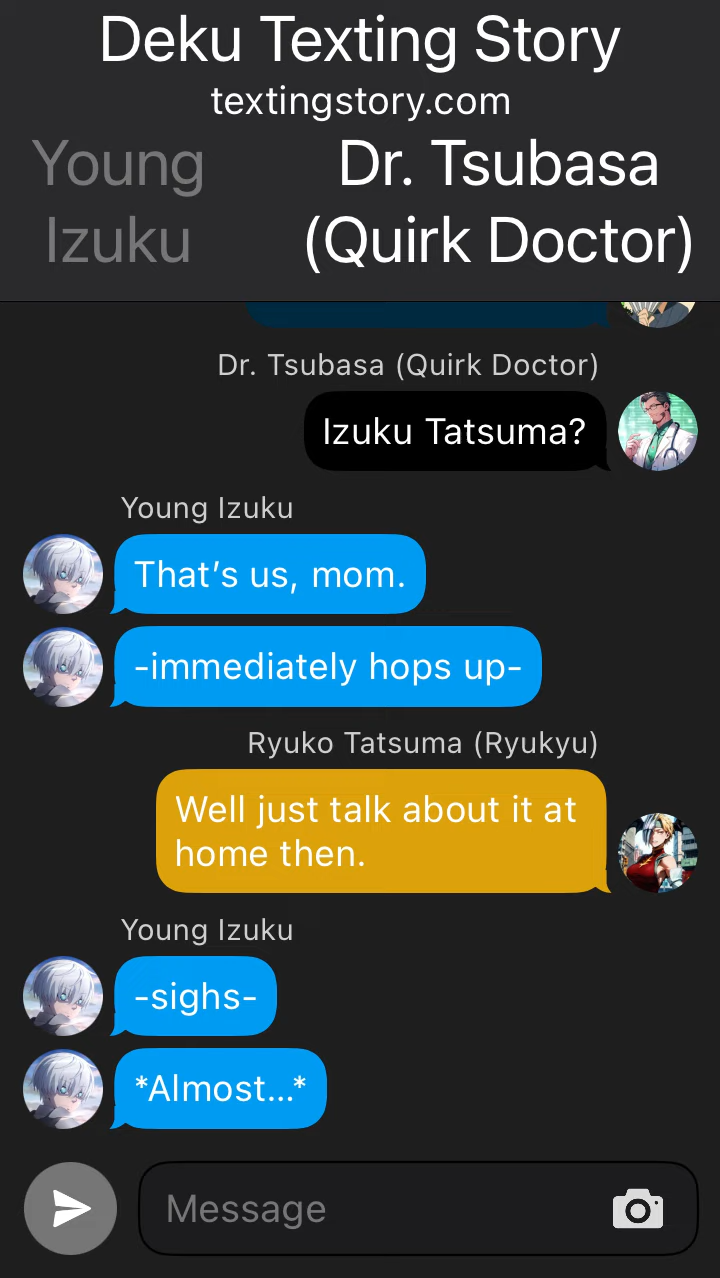 Deku Texting Story
textingstory.com
Young
Izuku
Dr. Tsubasa
(Quirk Doctor)
Dr. Tsubasa (Quirk Doctor)
Izuku Tatsuma?
Young Izuku
That's us, mom.
-immediately hops up-
Ryuko Tatsuma (Ryukyu)
Well just talk about it at
home then.
Young Izuku
-sighs-
*Almost...*
Message